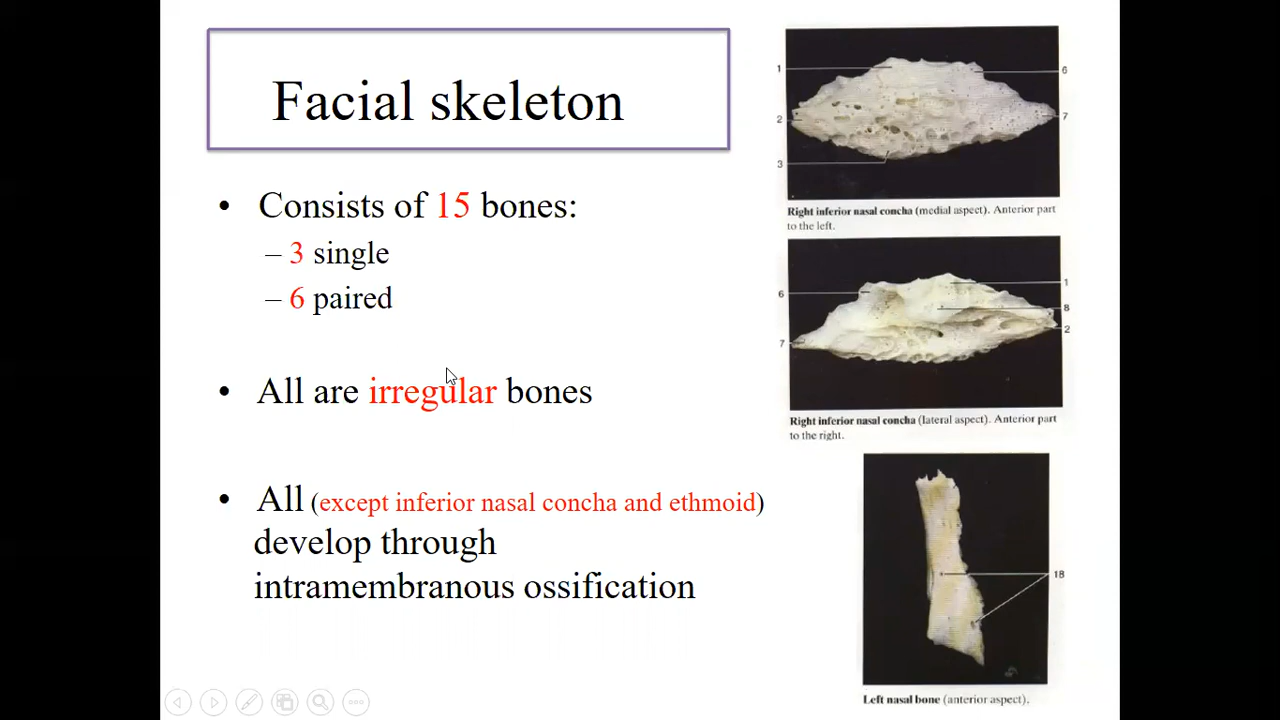 Facial skeleton
• Consists of 15 bones:
– 3 single
– 6 paired
• All are irregular bones
• All (except inferior nasal concha and ethmoid)
develop through
intramembranous ossification
1
6
2
7
3
Right inferior nasal concha (medial aspect). Anterior part
to the left.
6
1
8
2
7
Right inferior nasal concha (lateral aspect). Anterior part
to the right.
18
Left nasal bone (anterior aspect).